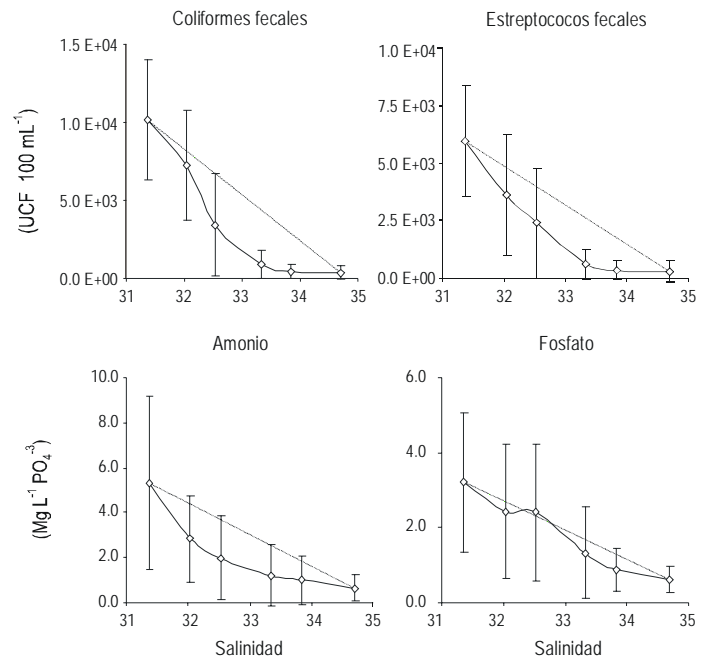 Coliformes fecales
Estreptococos fecales
(UCF 100 mL⁻¹)
1.5 E+04
1.0 E+04
5.0 E+03
0.0 E+00
31 32 33 34 35
1.0 E+04
7.5 E+03
5.0 E+03
2.5 E+03
0.0 E+00
31 32 33 34 35
Amonio
Fosfato
(Mg L⁻¹ PO₄⁻³)
10.0
8.0
6.0
4.0
2.0
0.0
31 32 33 34 35
Salinidad
6.0
4.0
2.0
0.0
31 32 33 34 35
Salinidad